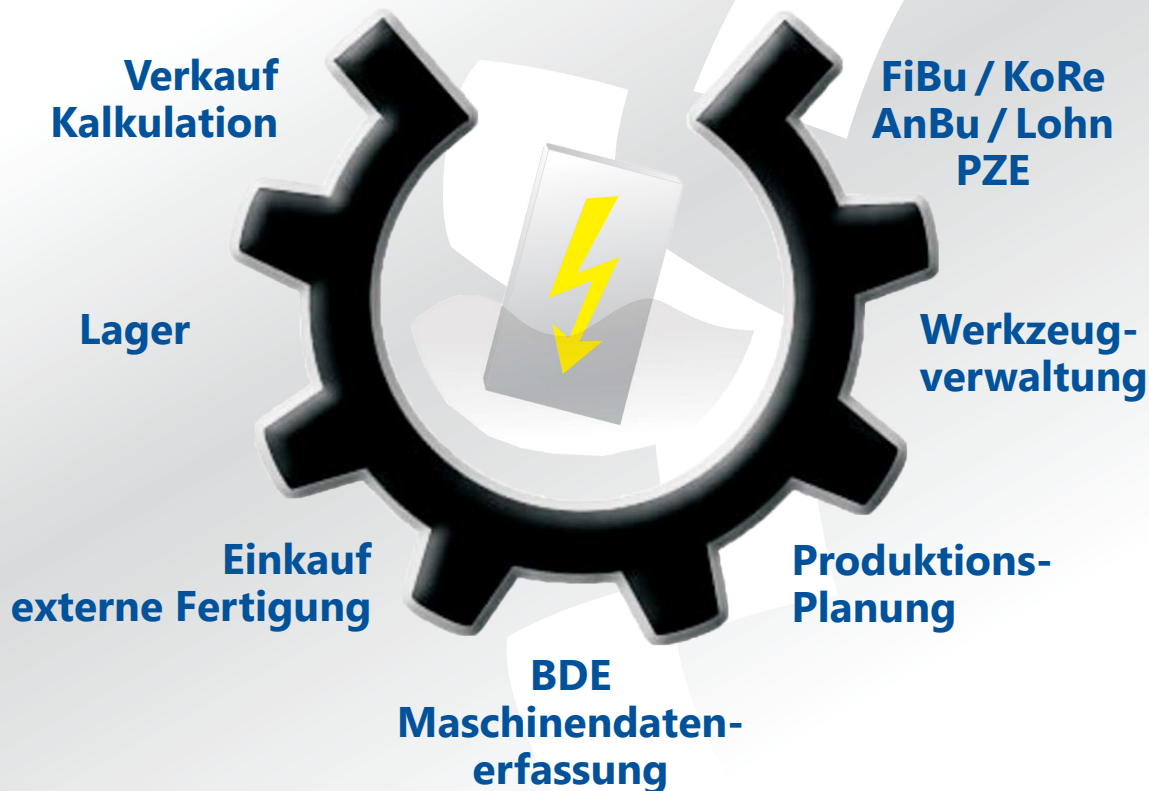 Verkauf
Kalkulation
FiBu / KoRe
AnBu / Lohn
PZE
Lager
Werkzeug-
verwaltung
Einkauf
externe Fertigung
Produktions-
Planung
BDE
Maschinendaten-
erfassung